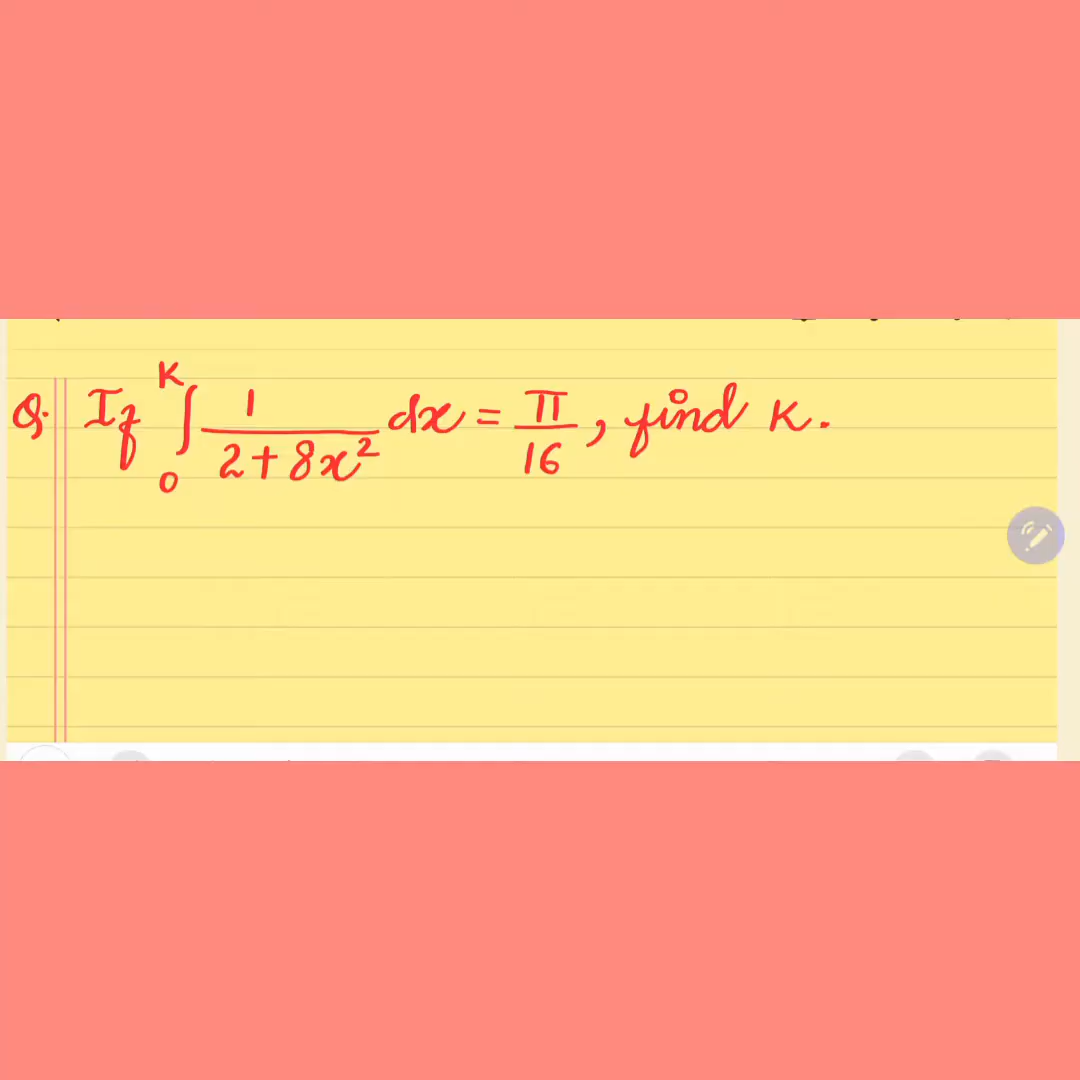 Q. If ∫₀ᴷ 1/(2+8x²) dx = π/16, find K.